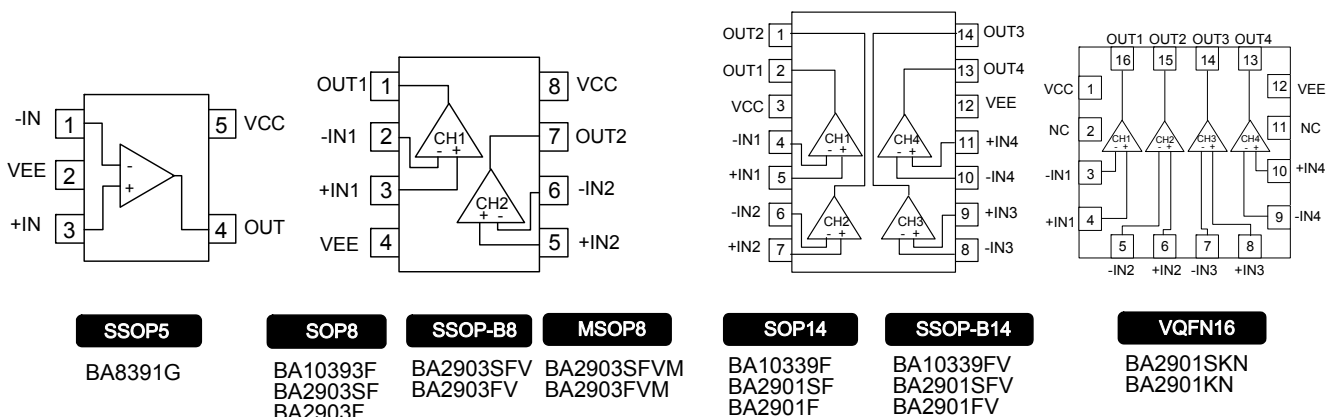 -IN 1 5 VCC
VEE 2
+IN 3 4 OUT
- +
SSOP5
BA8391G
OUT1 1 8 VCC
-IN1 2 CH1 7 OUT2
- +
+IN1 3 CH2 6 -IN2
+ -
VEE 4 5 +IN2
SOP8
BA10393F
BA2903SF
BA2903F
SSOP-B8
BA2903SFV
BA2903FV
MSOP8
BA2903SFVM
BA2903FVM
OUT2 1 14 OUT3
OUT1 2 13 OUT4
VCC 3 12 VEE
-IN1 4 CH1 CH4 11 +IN4
- + - +
+IN1 5 10 -IN4
-IN2 6 CH2 CH3 9 +IN3
- + - +
+IN2 7 8 -IN3
SOP14
BA10339F
BA2901SF
BA2901F
SSOP-B14
BA10339FV
BA2901SFV
BA2901FV
OUT1 OUT2 OUT3 OUT4
16 15 14 13
VCC 1 12 VEE
NC 2 11 NC
CH1 CH2 CH3 CH4
- + - + - + - +
-IN1 3 10 +IN4
+IN1 4 9 -IN4
5 6 7 8
-IN2 +IN2 -IN3 +IN3
VQFN16
BA2901SKN
BA2901KN